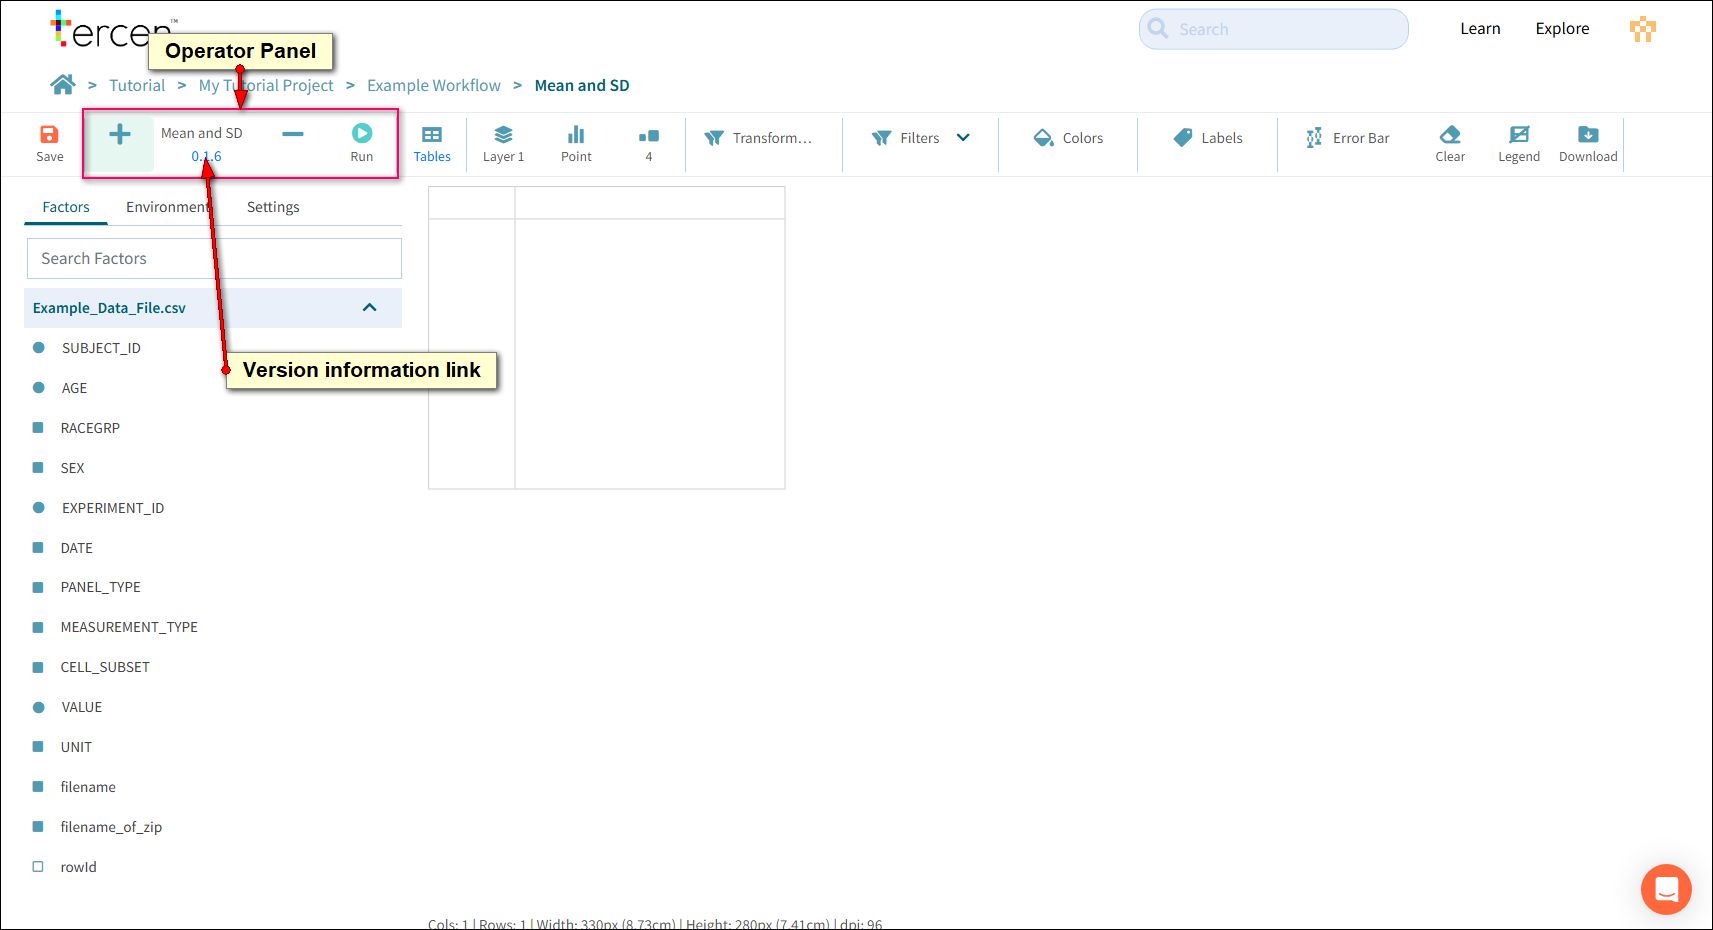 tercen™
Search
Learn
Explore
Operator Panel
> Tutorial > My Tutorial Project > Example Workflow > Mean and SD
Save
Mean and SD
0.1.6
Run
Tables
Layer 1
Point
4
Transform...
Filters
Colors
Labels
Error Bar
Clear
Legend
Download
Factors
Environment
Settings
Search Factors
Example_Data_File.csv
SUBJECT_ID
Version information link
AGE
RACEGRP
SEX
EXPERIMENT_ID
DATE
PANEL_TYPE
MEASUREMENT_TYPE
CELL_SUBSET
VALUE
UNIT
filename
filename_of_zip
rowId
Cols: 1 | Rows: 1 | Width: 330px (8.73cm) | Height: 280px (7.41cm) | dpi: 96